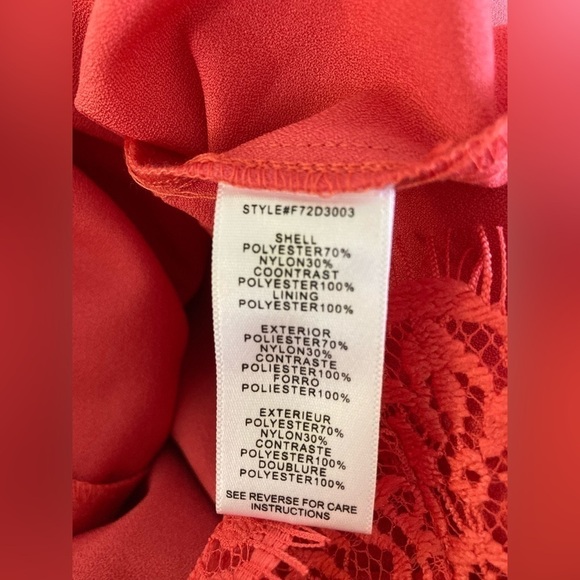 STYLE#F72D3003
SHELL
POLYESTER70%
NYLON30%
COONTRAST
POLYESTER100%
LINING
POLYESTER100%
EXTERIOR
POLIESTER70%
NYLON30%
CONTRASTE
POLIESTER100%
FORRO
POLIESTER100%
EXTERIEUR
POLYESTER70%
NYLON30%
CONTRASTE
POLYESTER100%
DOUBLURE
POLYESTER100%
SEE REVERSE FOR CARE
INSTRUCTIONS